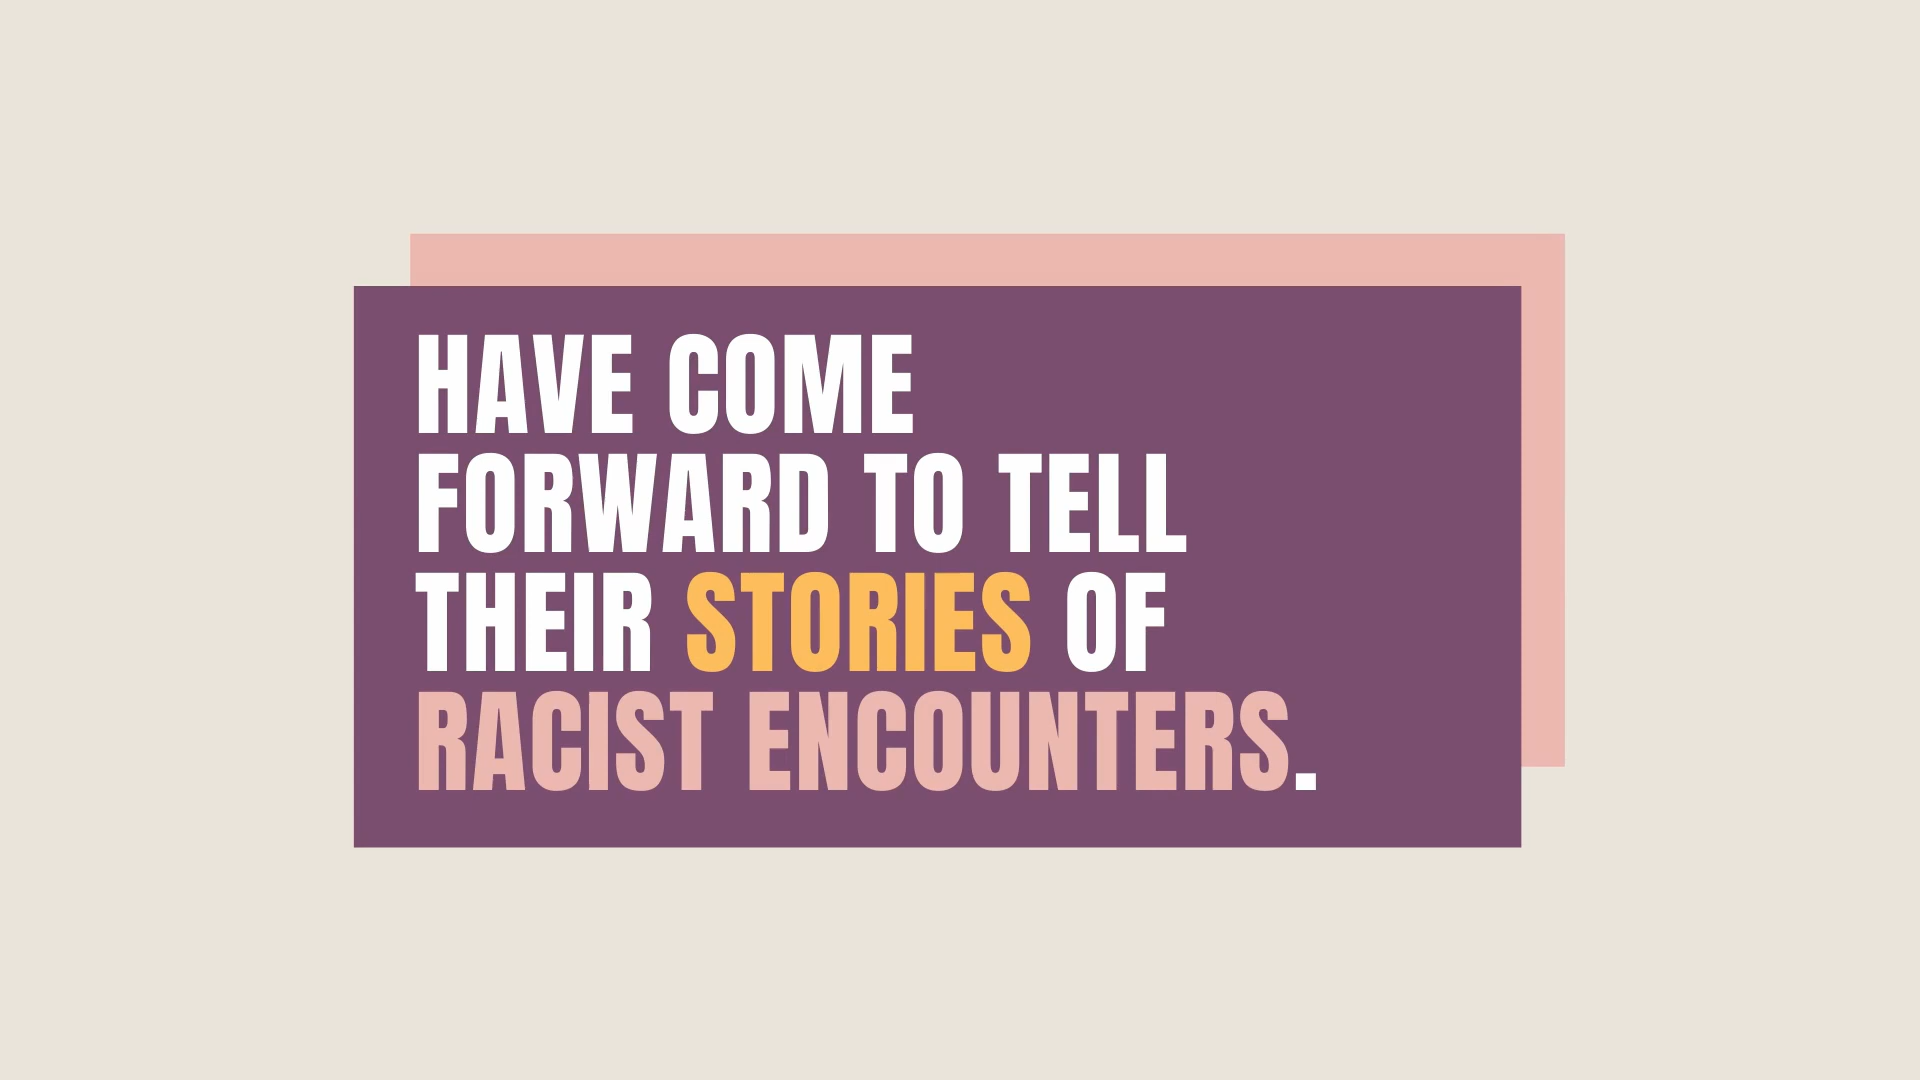 HAVE COME
FORWARD TO TELL
THEIR STORIES OF
RACIST ENCOUNTERS.